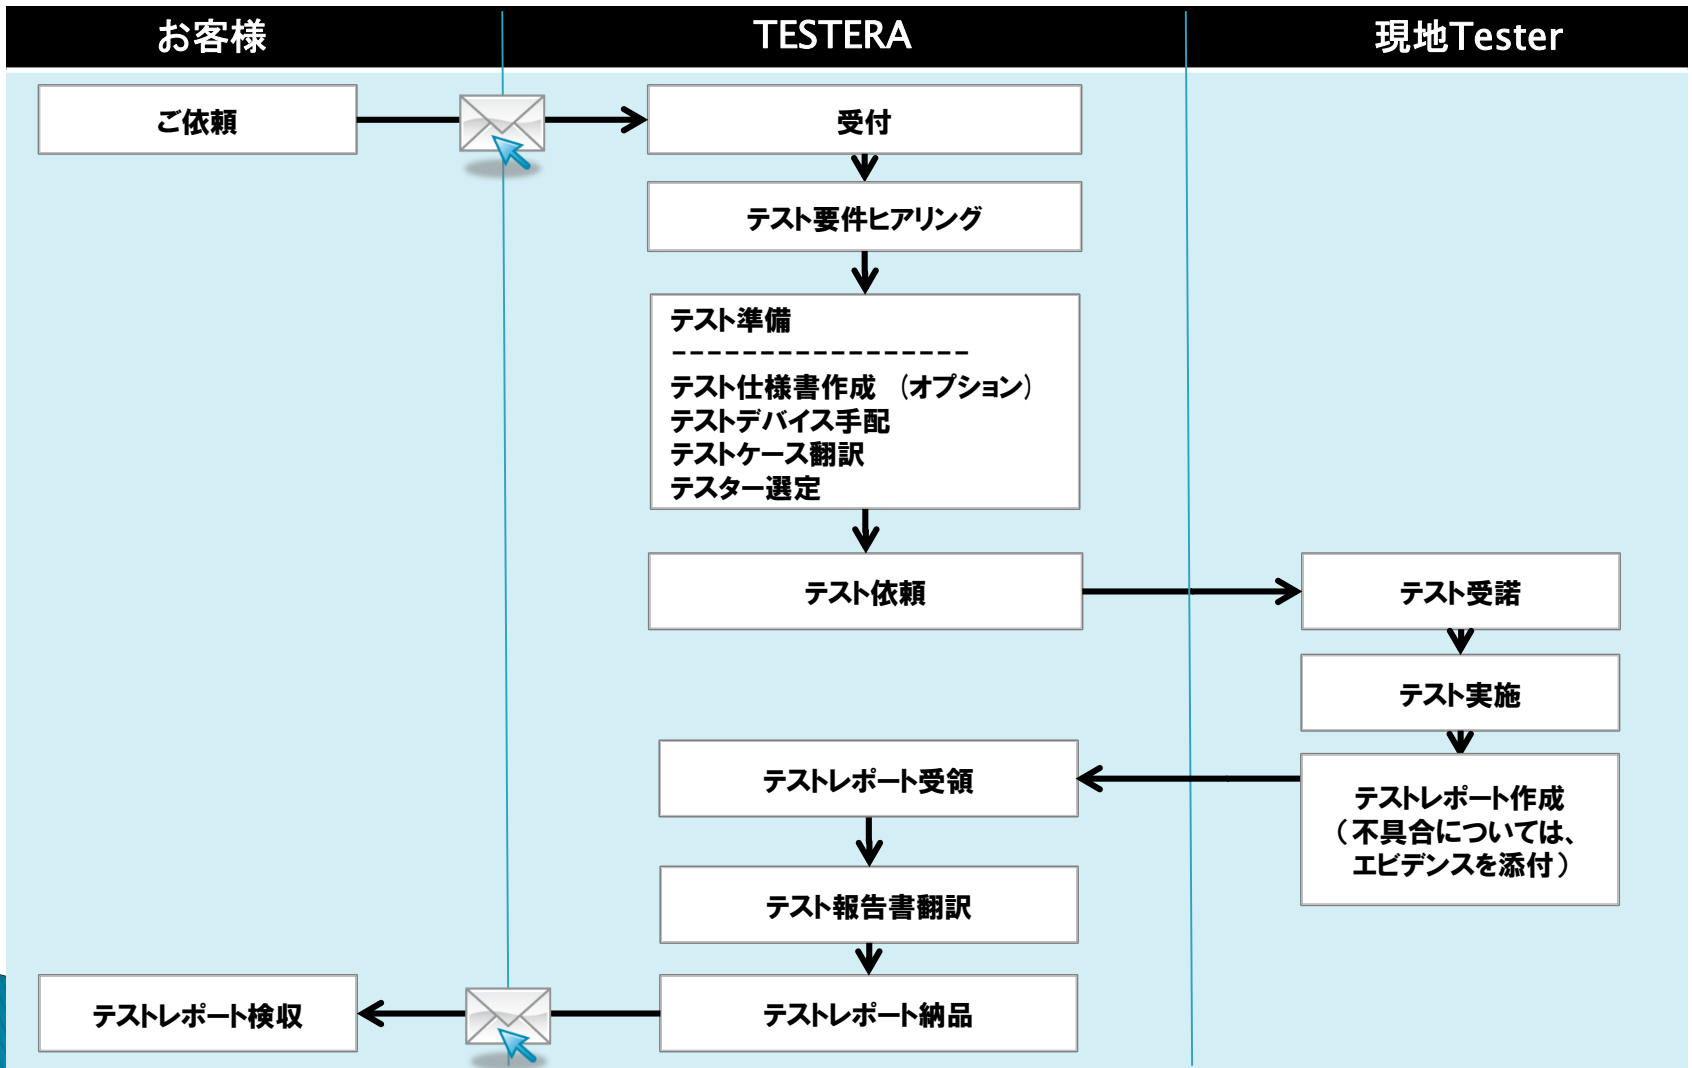 お客様
TESTERA
現地Tester
ご依頼
受付
テスト要件ヒアリング
テスト準備
------------------
テスト仕様書作成　（オプション）
テストデバイス手配
テストケース翻訳
テスター選定
テスト依頼
テスト受諾
テスト実施
テストレポート作成
（不具合については、
エビデンスを添付）
テストレポート受領
テスト報告書翻訳
テストレポート納品
テストレポート検収